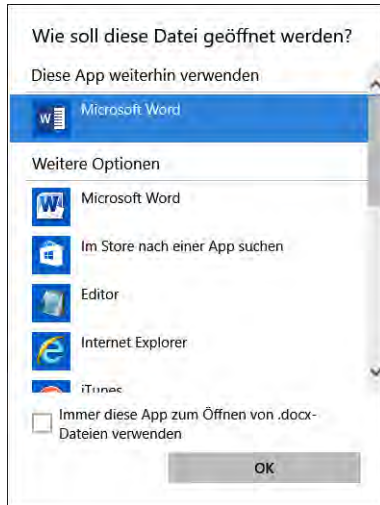 Wie soll diese Datei geöffnet werden?
Diese App weiterhin verwenden
Microsoft Word
Weitere Optionen
Microsoft Word
Im Store nach einer App suchen
Editor
Internet Explorer
iTunes
Immer diese App zum Öffnen von .docx-
Dateien verwenden
OK